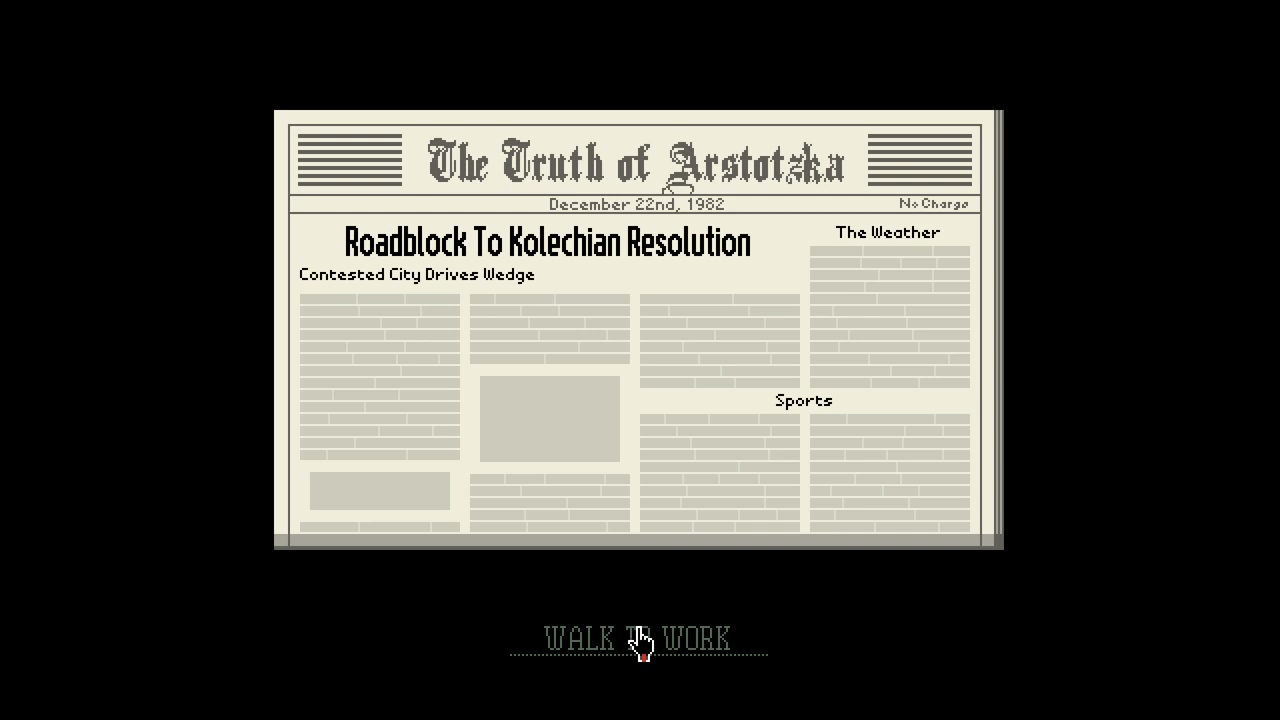 The Truth of Arstotzka
December 22nd, 1982
No Charge
Roadblock To Kolechian Resolution
Contested City Drives Wedge
The Weather
Sports
WALK TO WORK